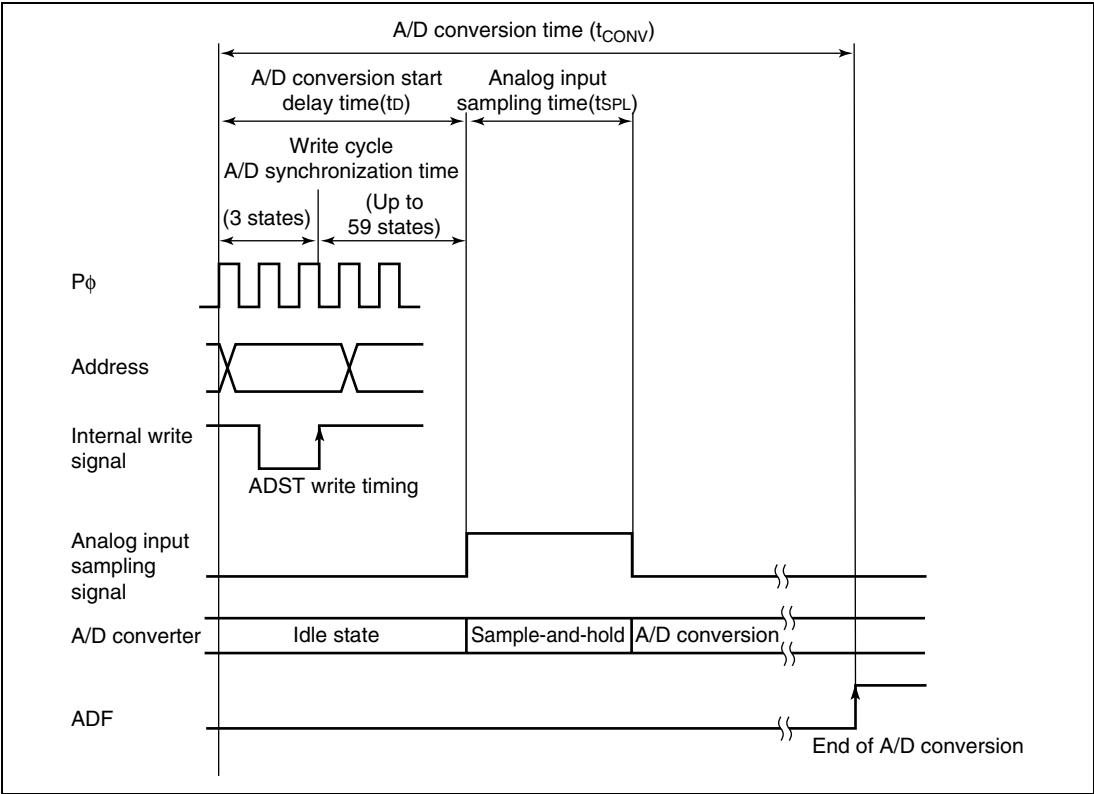 A/D conversion time (tCONV)
A/D conversion start
delay time(tD)
Analog input
sampling time(tSPL)
Write cycle
A/D synchronization time
(3 states)
(Up to
59 states)
Pϕ
Address
Internal write
signal
ADST write timing
Analog input
sampling
signal
A/D converter
Idle state
Sample-and-hold
A/D conversion
ADF
End of A/D conversion